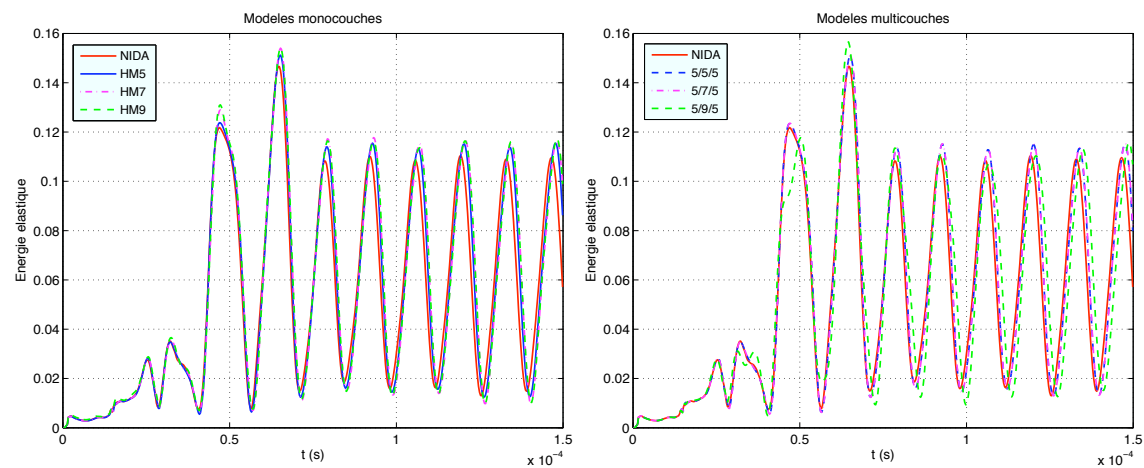 Modeles monocouches
Energie elastique
0.16
0.14
0.12
0.1
0.08
0.06
0.04
0.02
0
NIDA
HM5
HM7
HM9
0
0.5
1
1.5
t (s)
x 10⁻⁴
Modeles multicouches
Energie elastique
0.16
0.14
0.12
0.1
0.08
0.06
0.04
0.02
0
NIDA
5/5/5
5/7/5
5/9/5
0
0.5
1
1.5
t (s)
x 10⁻⁴